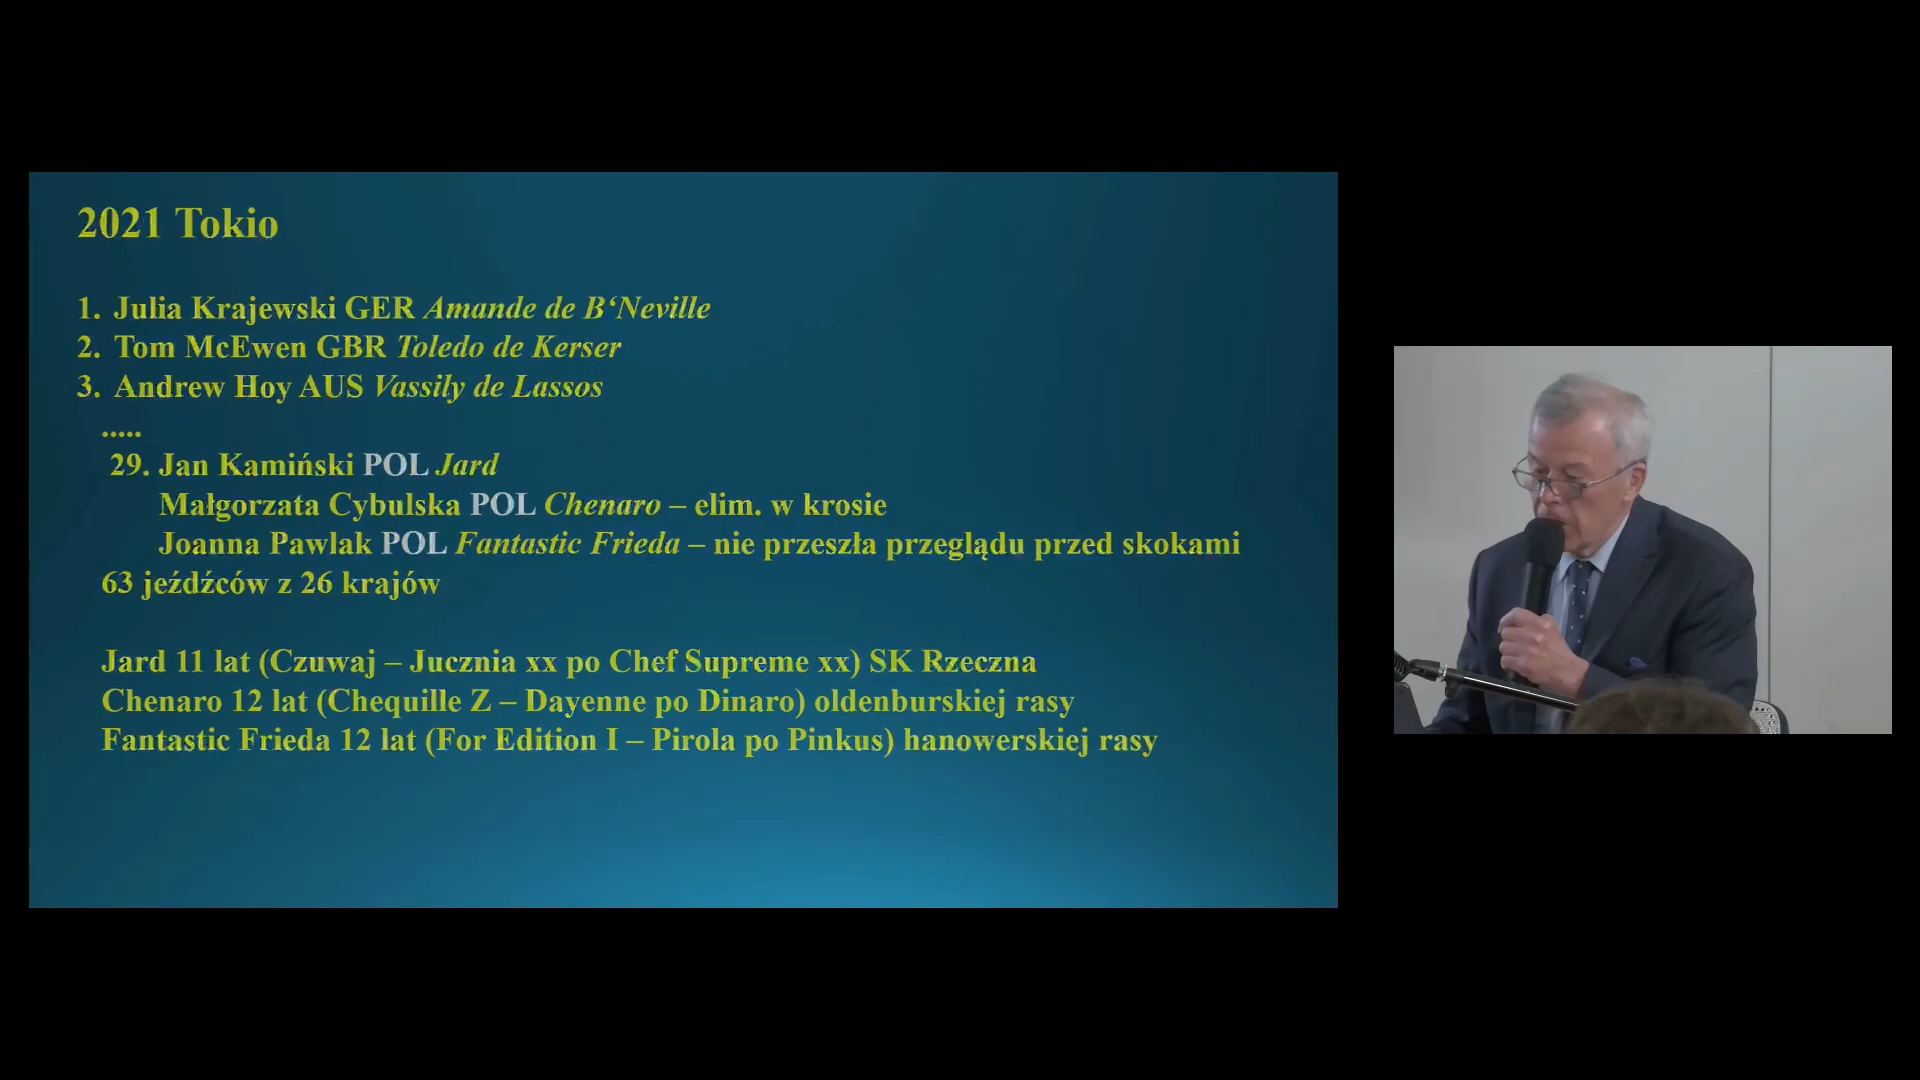 2021 Tokio
1. Julia Krajewski GER Amande de B‘Neville
2. Tom McEwen GBR Toledo de Kerser
3. Andrew Hoy AUS Vassily de Lassos
.....
29. Jan Kamiński POL Jard
Małgorzata Cybulska POL Chenaro – elim. w krosie
Joanna Pawlak POL Fantastic Frieda – nie przeszła przeglądu przed skokami
63 jeźdźców z 26 krajów
Jard 11 lat (Czuwaj – Jucznia xx po Chef Supreme xx) SK Rzeczna
Chenaro 12 lat (Chequille Z – Dayenne po Dinaro) oldenburskiej rasy
Fantastic Frieda 12 lat (For Edition I – Pirola po Pinkus) hanowerskiej rasy